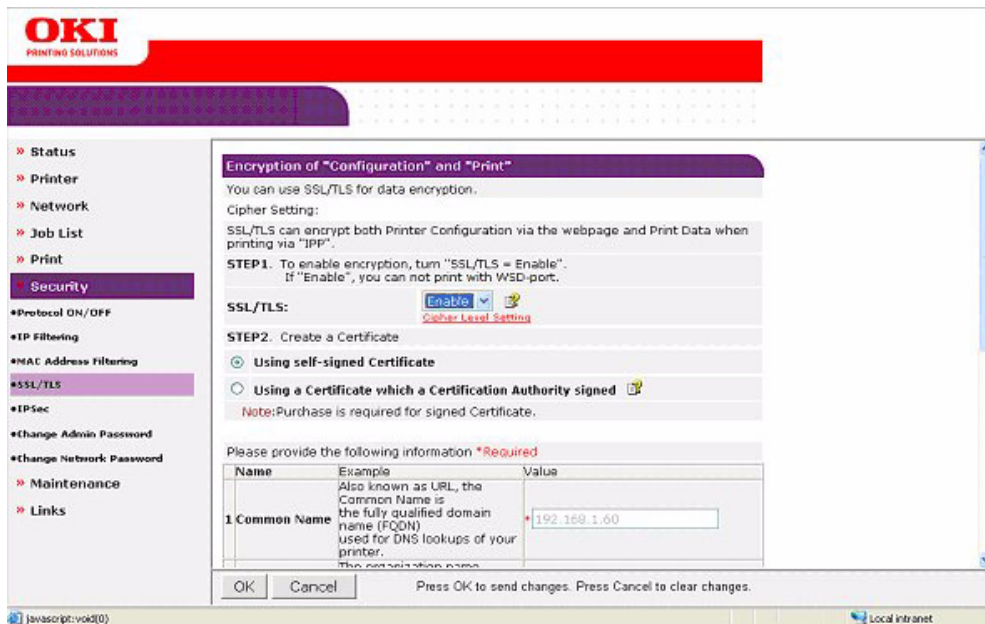 OKI
PRINTING SOLUTIONS
» Status
» Printer
» Network
» Job List
» Print
Security
•Protocol ON/OFF
•IP Filtering
•MAC Address Filtering
•SSL/TLS
•IPSec
•Change Admin Password
•Change Network Password
» Maintenance
» Links
Encryption of "Configuration" and "Print"
You can use SSL/TLS for data encryption.
Cipher Setting:
SSL/TLS can encrypt both Printer Configuration via the webpage and Print Data when
printing via "IPP".
STEP1. To enable encryption, turn "SSL/TLS = Enable".
If "Enable", you can not print with WSD-port.
SSL/TLS:
Enable
Cipher Level Setting
STEP2. Create a Certificate
Using self-signed Certificate
Using a Certificate which a Certification Authority signed
Note:Purchase is required for signed Certificate.
Please provide the following information *Required
Name Example Value
1 Common Name
Also known as URL, the
Common Name is
the fully qualified domain
name (FQDN)
used for DNS lookups of your
printer.
* 192.168.1.60
The organization name
OK Cancel Press OK to send changes. Press Cancel to clear changes.
javascript:void(0) Local intranet